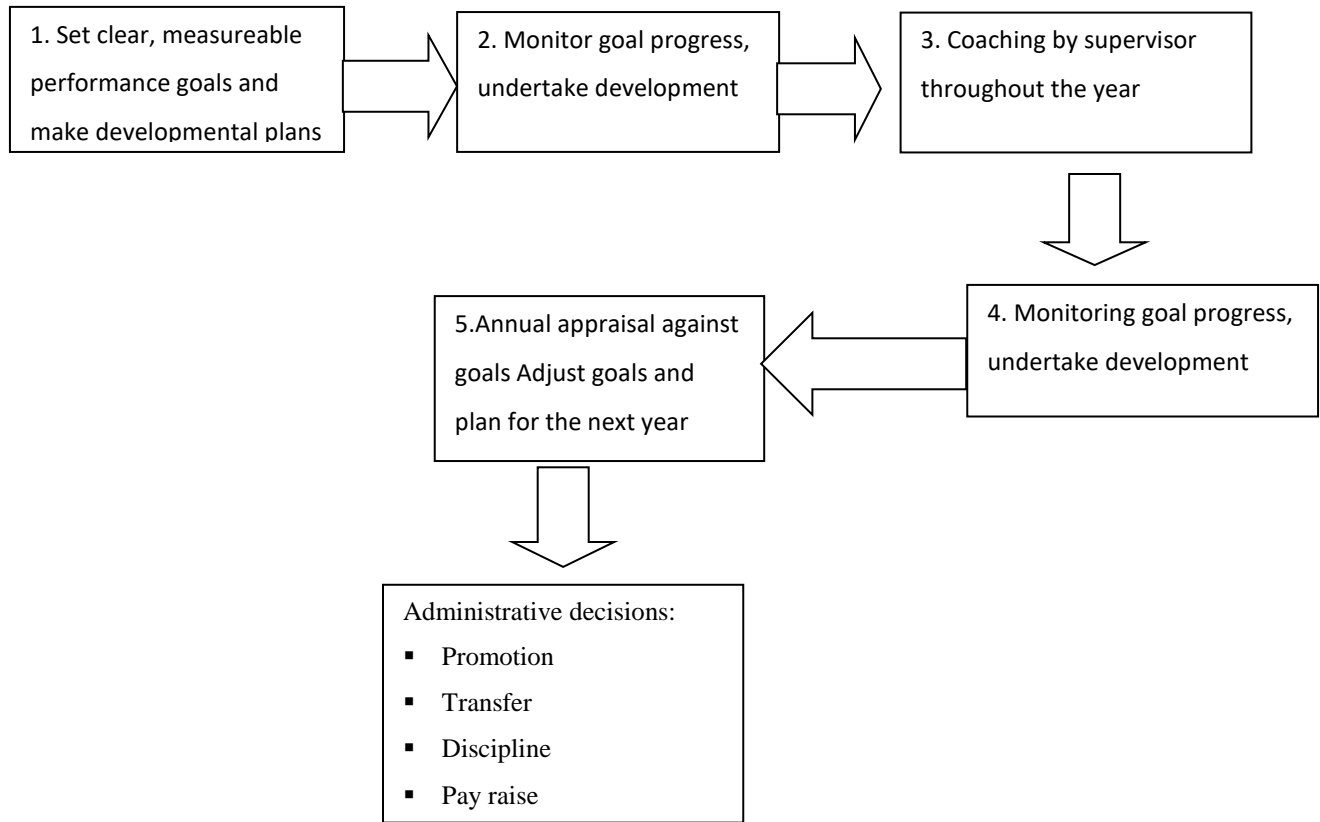 1. Set clear, measureable
performance goals and
make developmental plans
2. Monitor goal progress,
undertake development
3. Coaching by supervisor
throughout the year
4. Monitoring goal progress,
undertake development
5.Annual appraisal against
goals Adjust goals and
plan for the next year
Administrative decisions:
▪ Promotion
▪ Transfer
▪ Discipline
▪ Pay raise